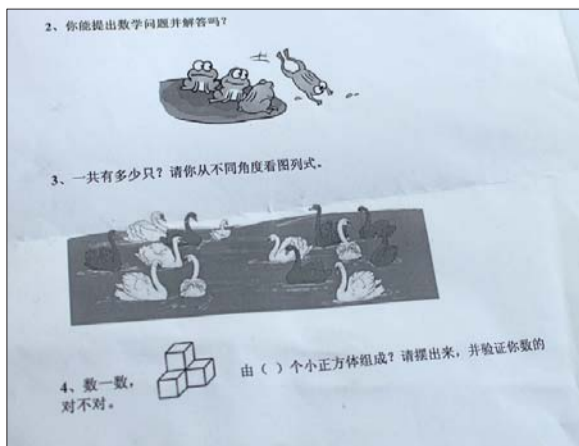 2、你能提出数学问题并解答吗?
3、一共有多少只?请你从不同角度看图列式。
4、数一数, 由( )个小正方体组成?请摆出来,并验证你数的
对不对。